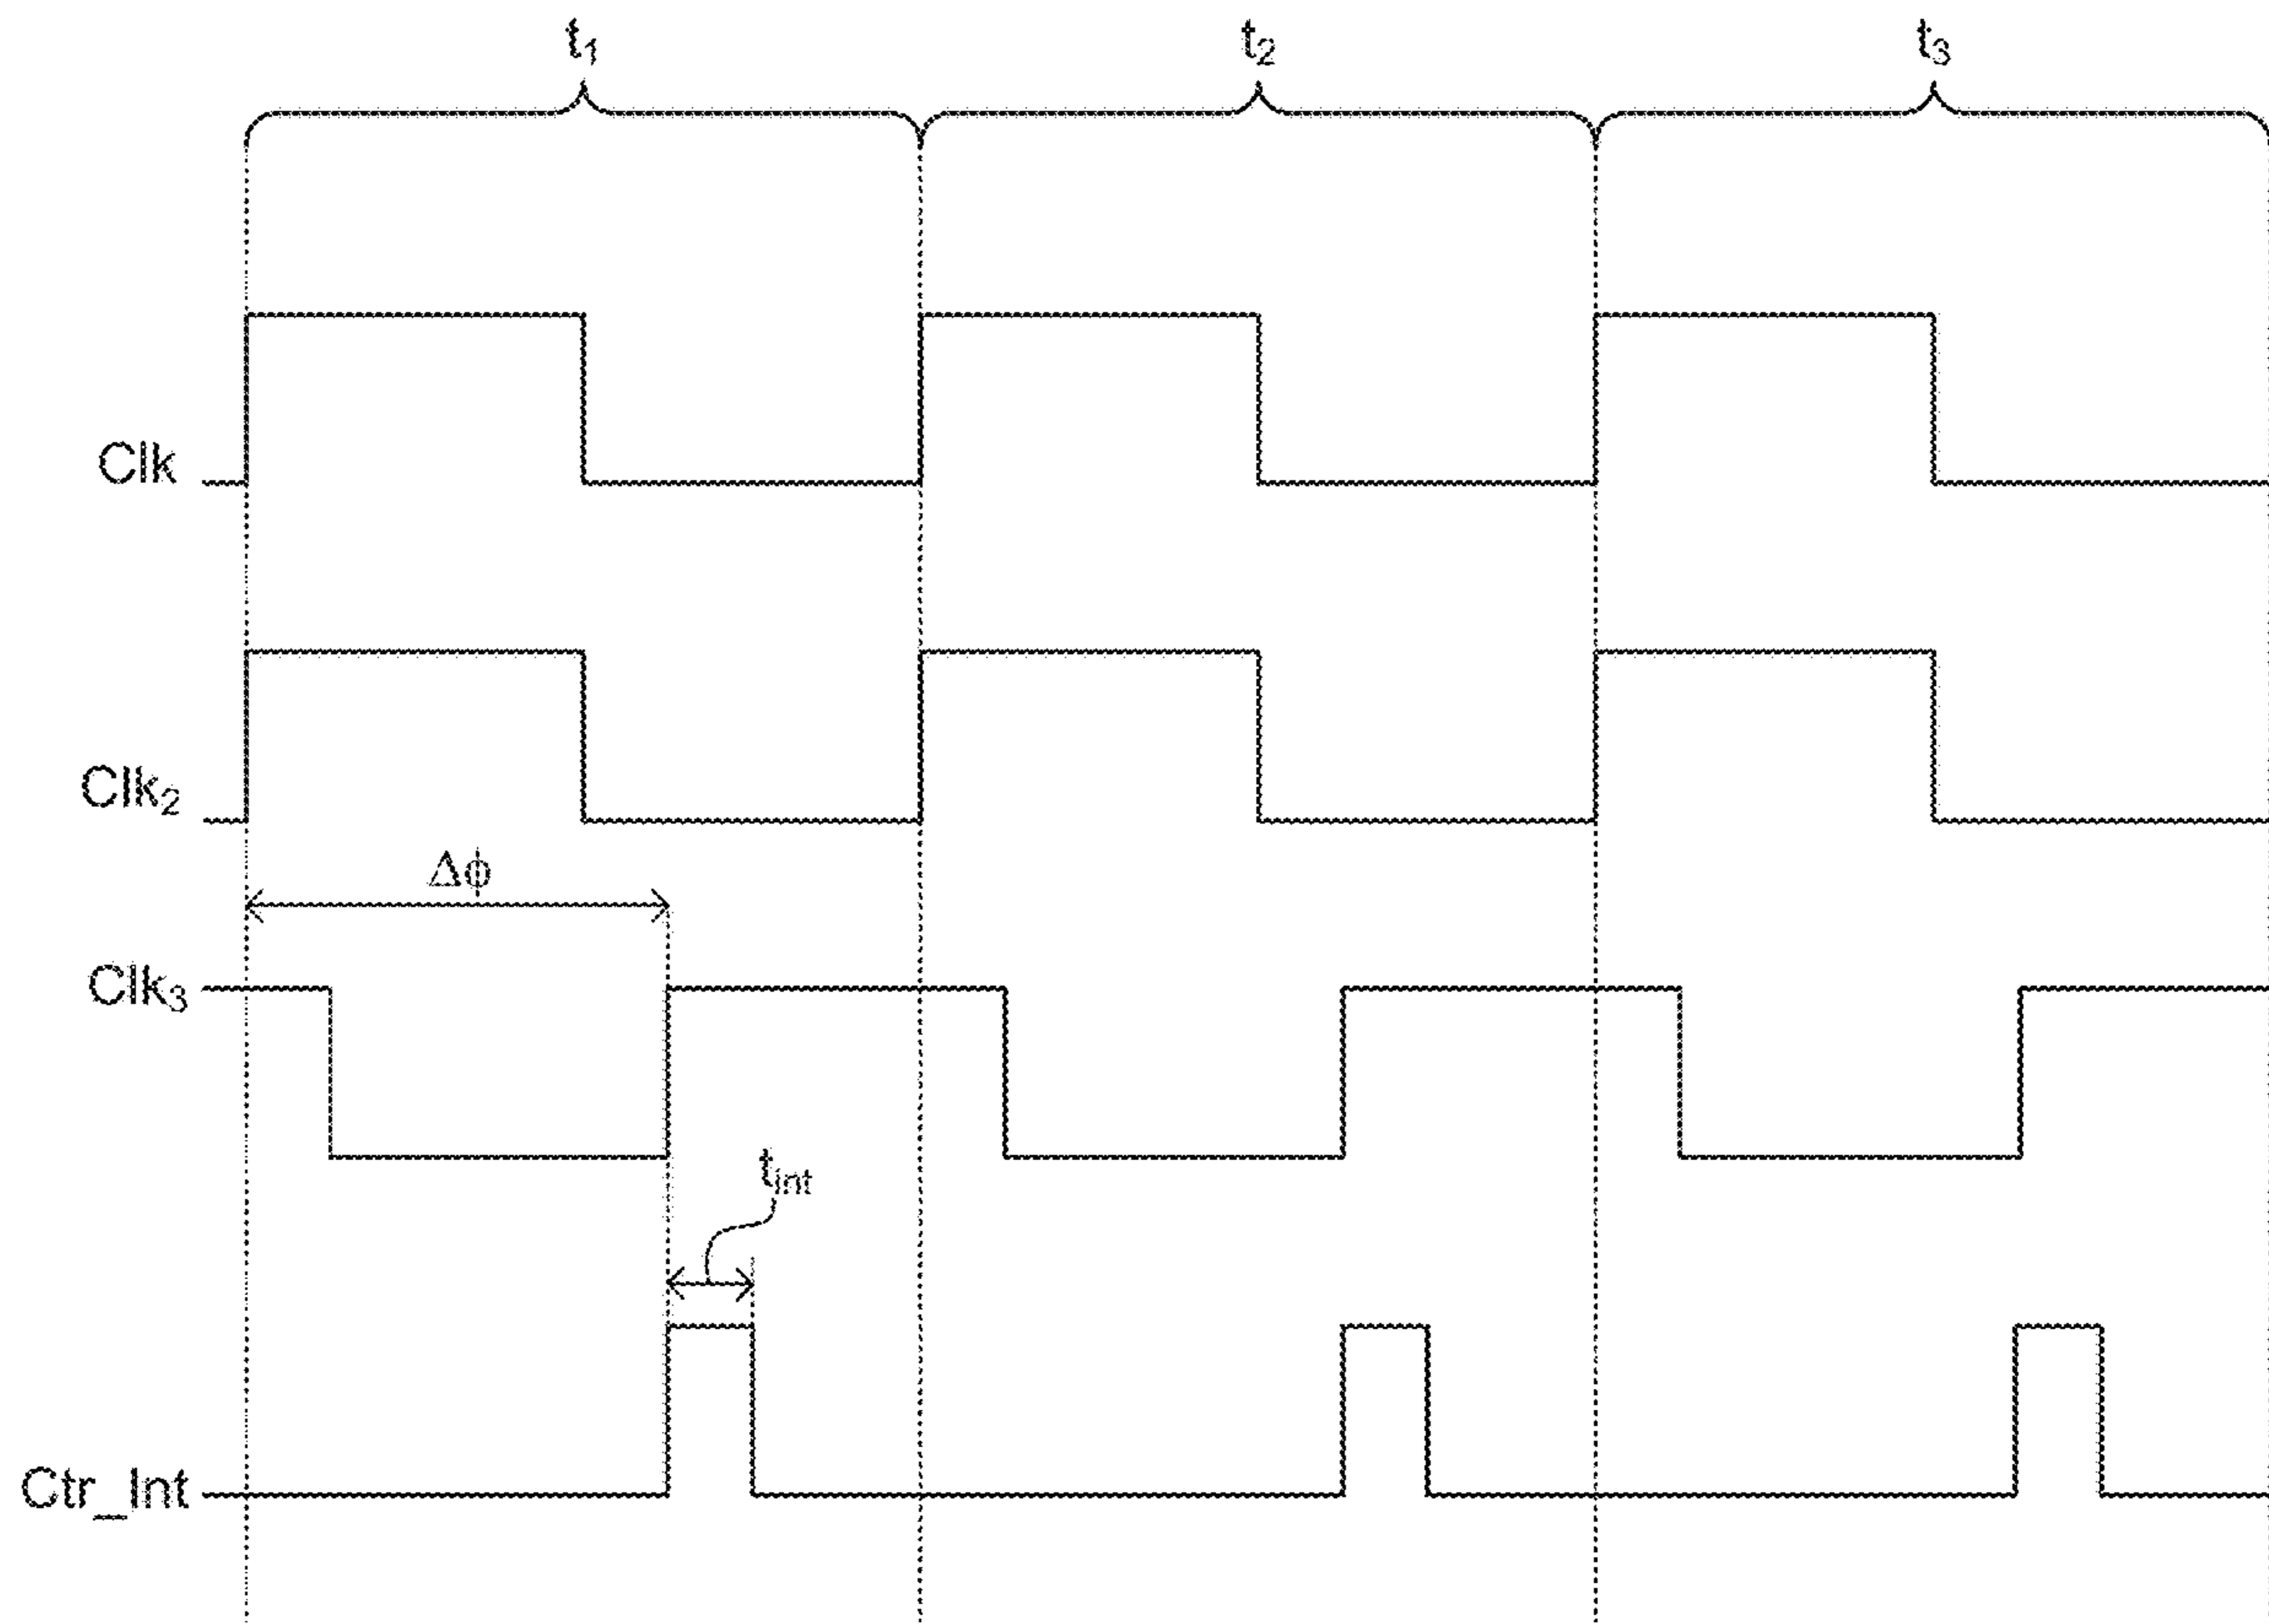 t₁ t₂ t₃
Clk
Clk₂
Δϕ
Clk₃
tᵢₙₜ
Ctr_Int